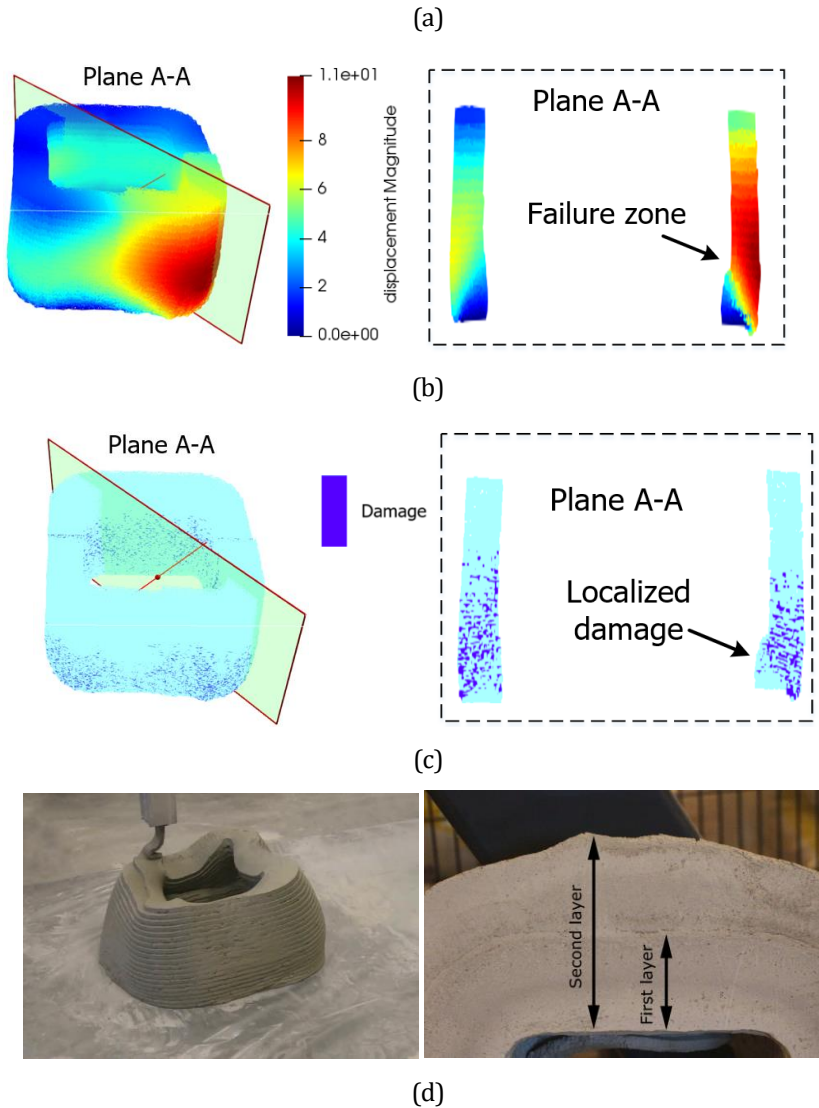 (a)
Plane A-A
1.1e+01
8
6
4
2
0.0e+00
displacement Magnitude
Plane A-A
Failure zone
(b)
Plane A-A
Damage
Plane A-A
Localized
damage
(c)
Second layer
First layer
(d)